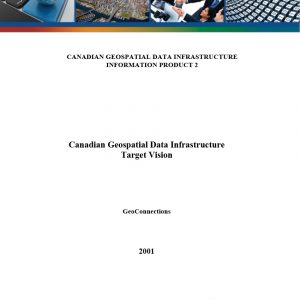 CANADIAN GEOSPATIAL DATA INFRASTRUCTURE
INFORMATION PRODUCT 2
Canadian Geospatial Data Infrastructure
Target Vision
GeoConnections
2001